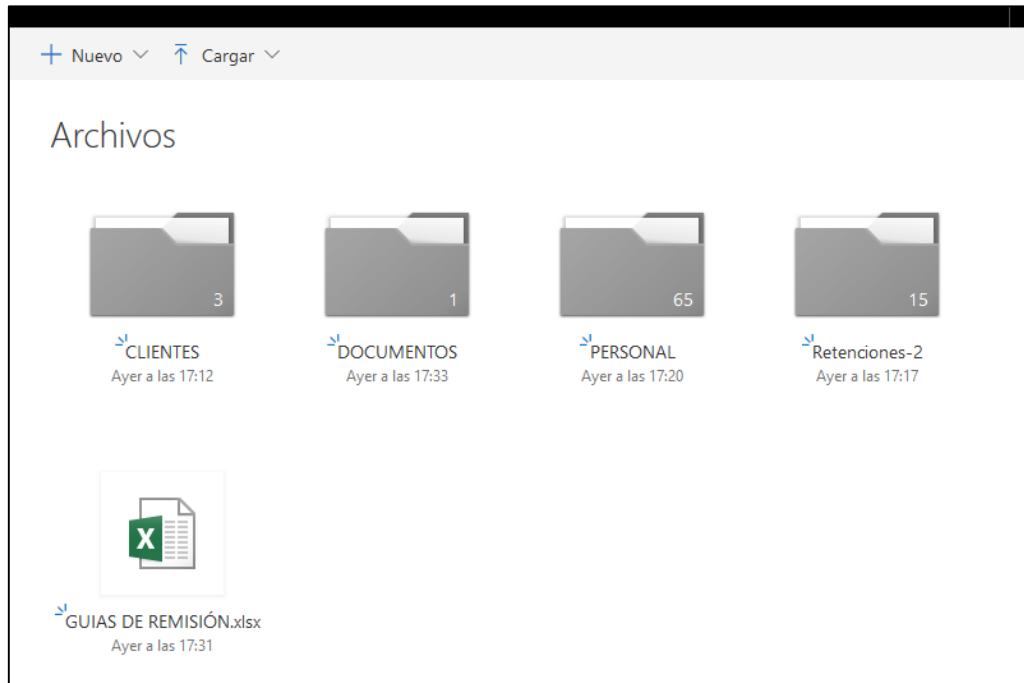 Nuevo Cargar
Archivos
3 1 65 15
CLIENTES DOCUMENTOS PERSONAL Retenciones-2
Ayer a las 17:12 Ayer a las 17:33 Ayer a las 17:20 Ayer a las 17:17
X
GUIAS DE REMISIÓN.xlsx
Ayer a las 17:31